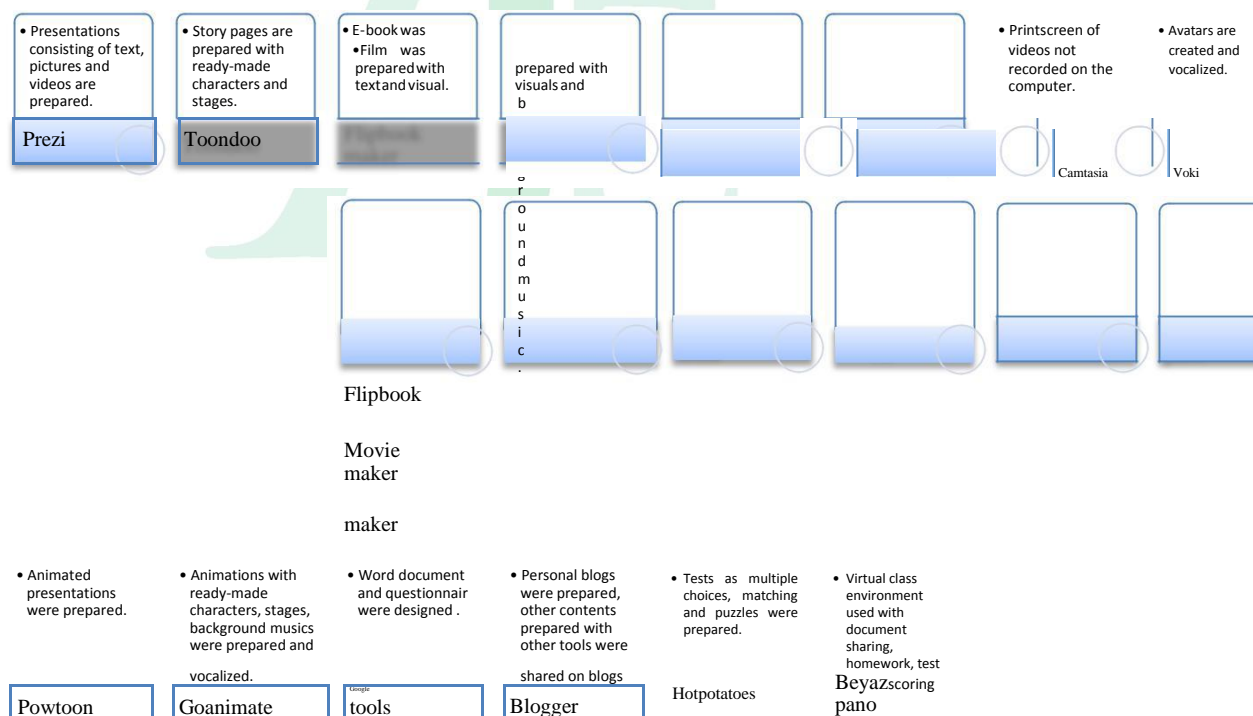 • Presentations
consisting of text,
pictures and
videos are
prepared.
Prezi
• Story pages are
prepared with
ready-made
characters and
stages.
Toondoo
• E-book was
•Film was
prepared with
text and visual.
Flipbook
maker
prepared with
visuals and
b
g
r
o
u
n
d
m
u
s
i
c
.
• Printscreen of
videos not
recorded on the
computer.
Camtasia
• Avatars are
created and
vocalized.
Voki
Flipbook
Movie
maker
maker
• Animated
presentations
were prepared.
Powtoon
• Animations with
ready-made
characters, stages,
background musics
were prepared and
vocalized.
Goanimate
• Word document
and questionnair
were designed .
Google
tools
• Personal blogs
were prepared,
other contents
prepared with
other tools were
shared on blogs
Blogger
• Tests as multiple
choices, matching
and puzzles were
prepared.
Hotpotatoes
• Virtual class
environment
used with
document
sharing,
homework, test
Beyazscoring
pano